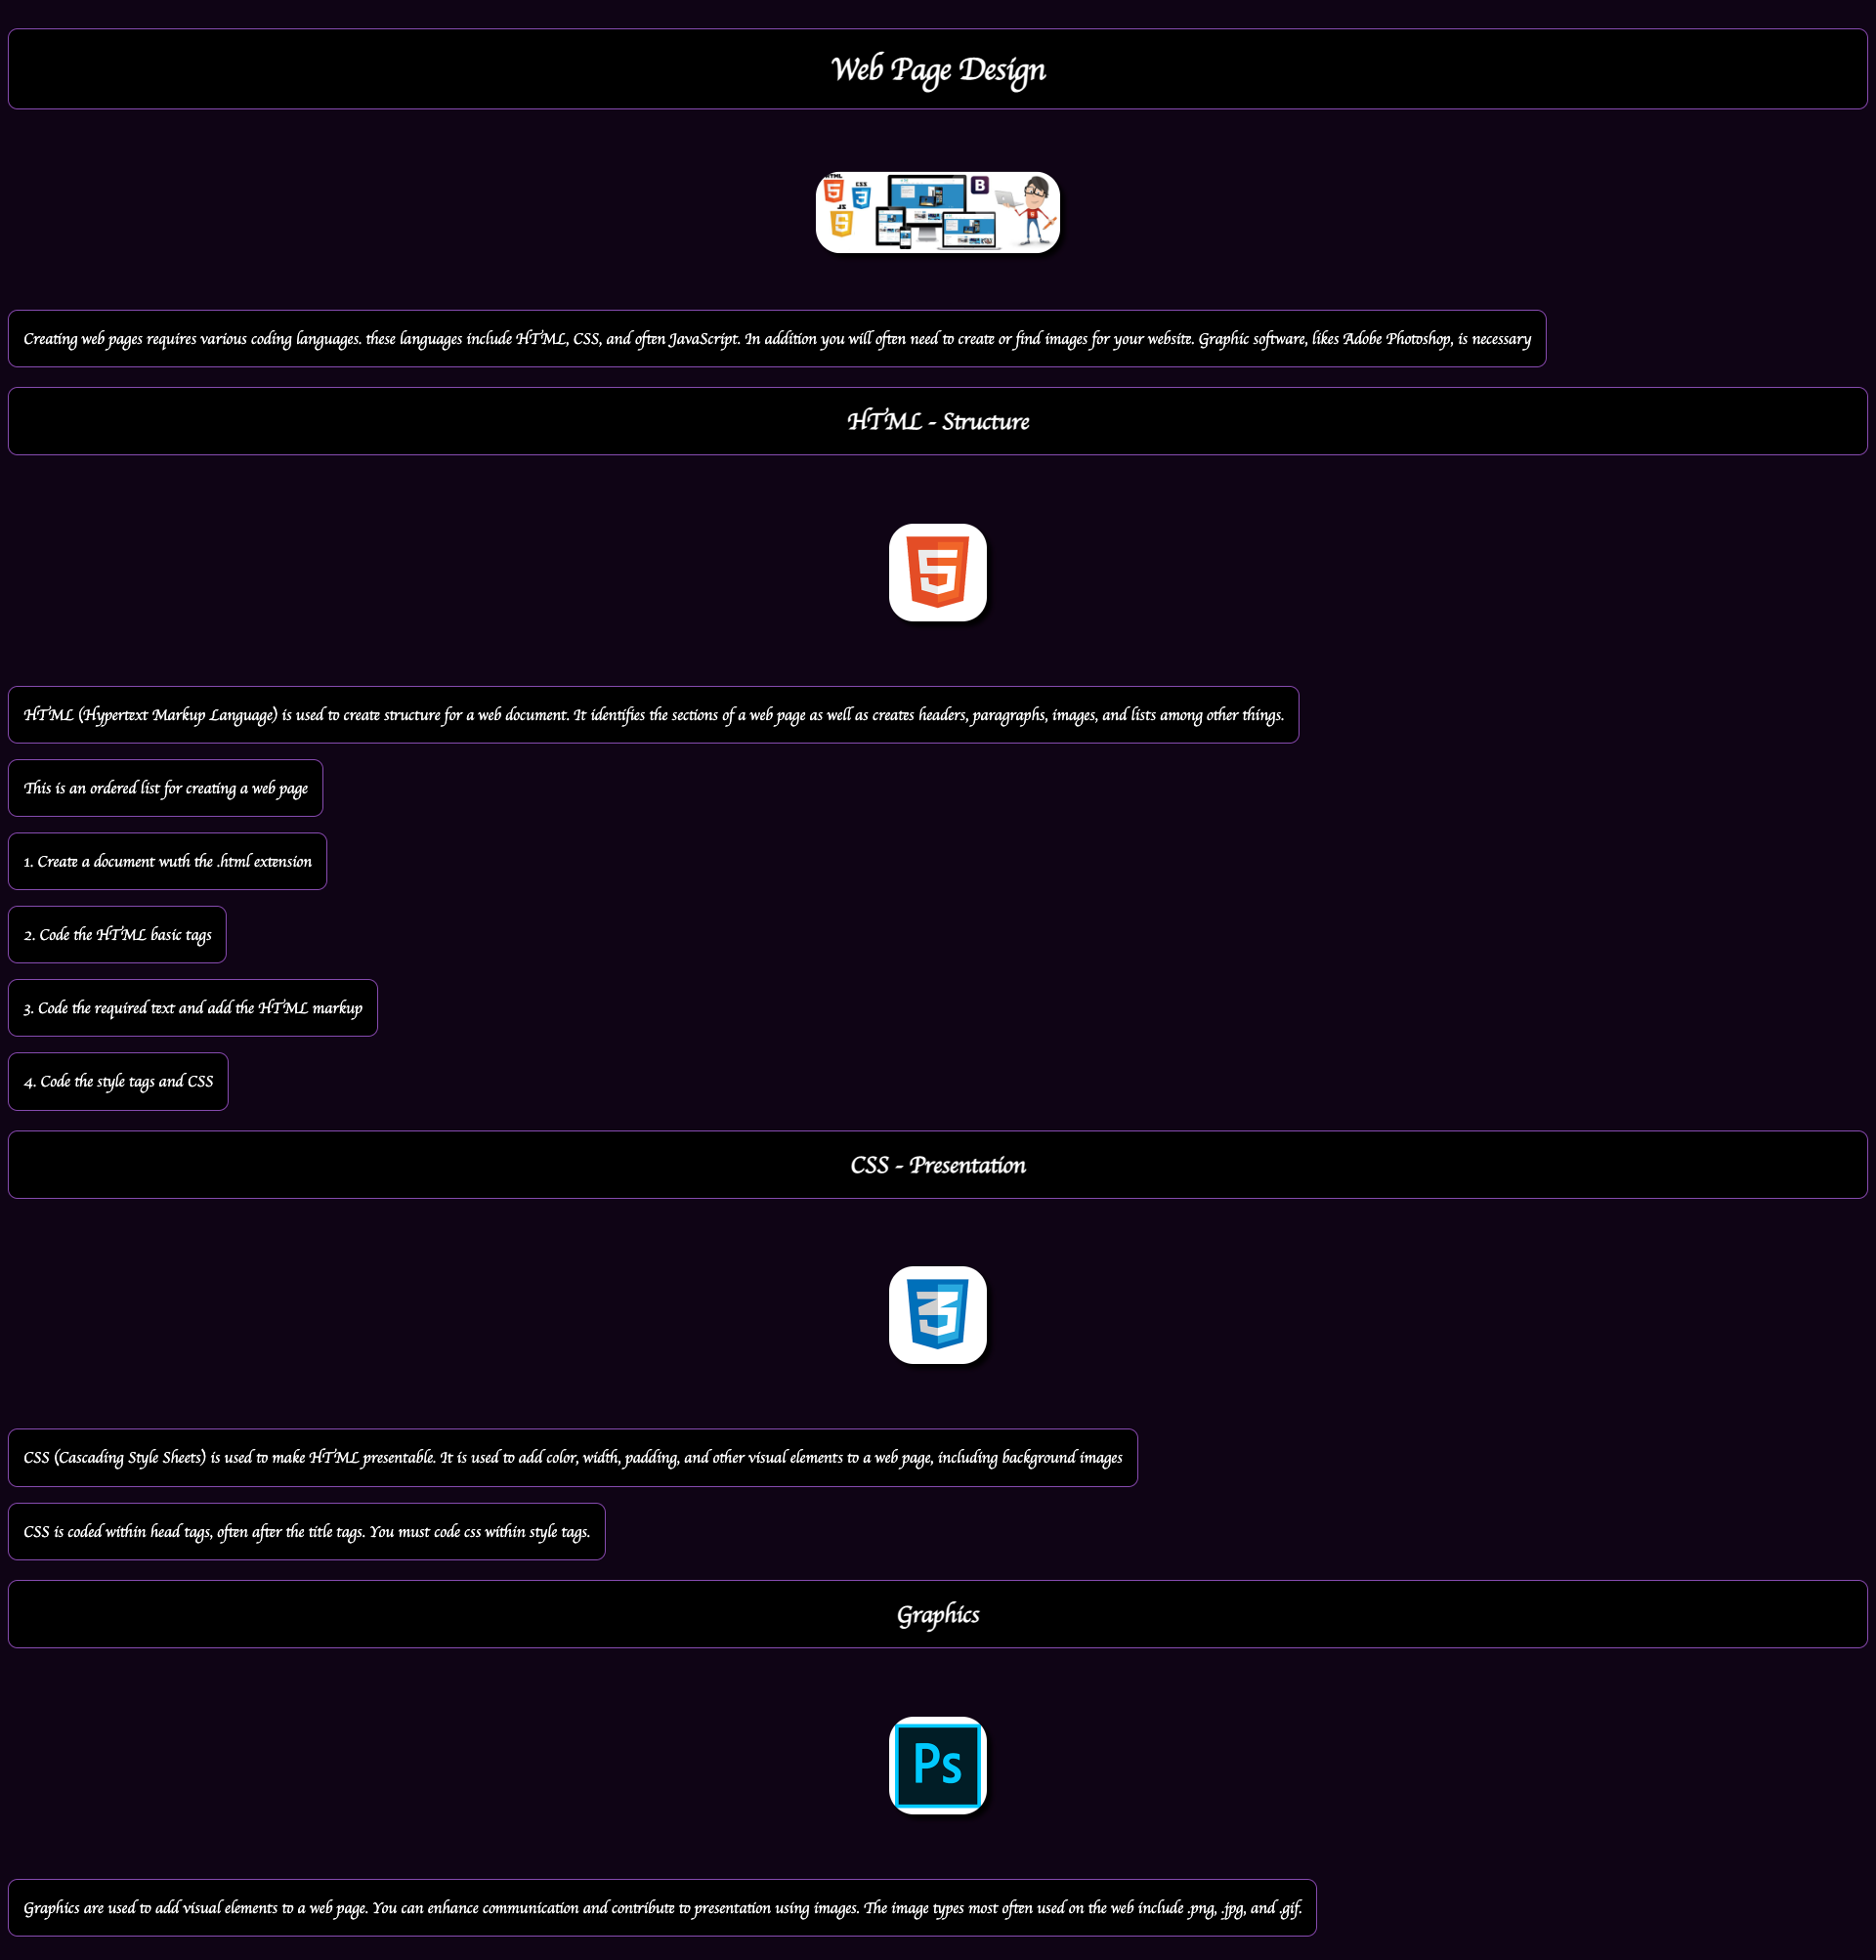 Web Page Design
HTML
5
CSS
3
JS
5
B
Creating web pages requires various coding languages. these languages include HTML, CSS, and often JavaScript. In addition you will often need to create or find images for your website. Graphic software, likes Adobe Photoshop, is necessary
HTML - Structure
5
HTML (Hypertext Markup Language) is used to create structure for a web document. It identifies the sections of a web page as well as creates headers, paragraphs, images, and lists among other things.
This is an ordered list for creating a web page
1. Create a document wuth the .html extension
2. Code the HTML basic tags
3. Code the required text and add the HTML markup
4. Code the style tags and CSS
CSS - Presentation
3
CSS (Cascading Style Sheets) is used to make HTML presentable. It is used to add color, width, padding, and other visual elements to a web page, including background images
CSS is coded within head tags, often after the title tags. You must code css within style tags.
Graphics
Ps
Graphics are used to add visual elements to a web page. You can enhance communication and contribute to presentation using images. The image types most often used on the web include .png, .jpg, and .gif.